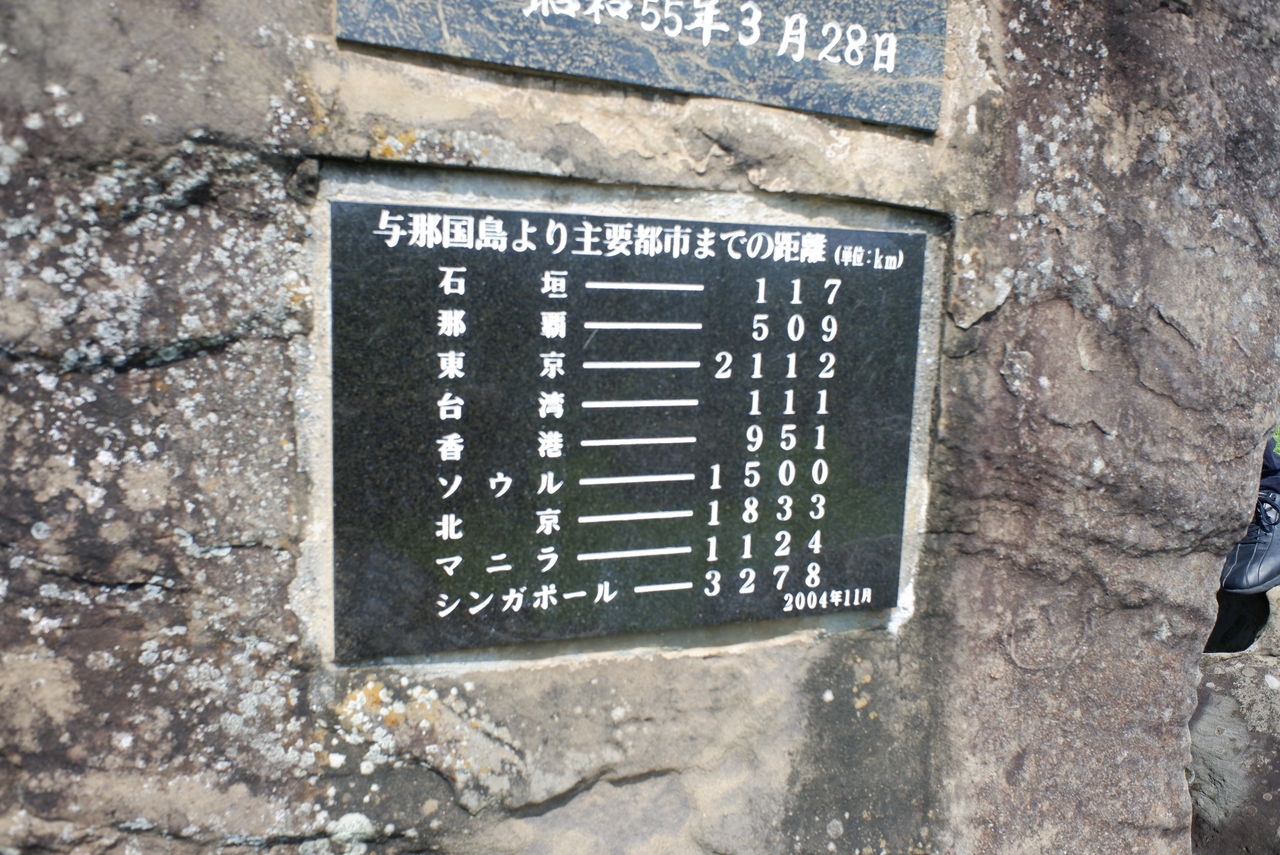 昭和55年3月28日
与那国島より主要都市までの距離(単位:km)
石垣――117
那覇――509
東京――2112
台湾――111
香港――951
ソウル――1500
北京――1833
マニラ――1124
シンガポール――3278
2004年11月